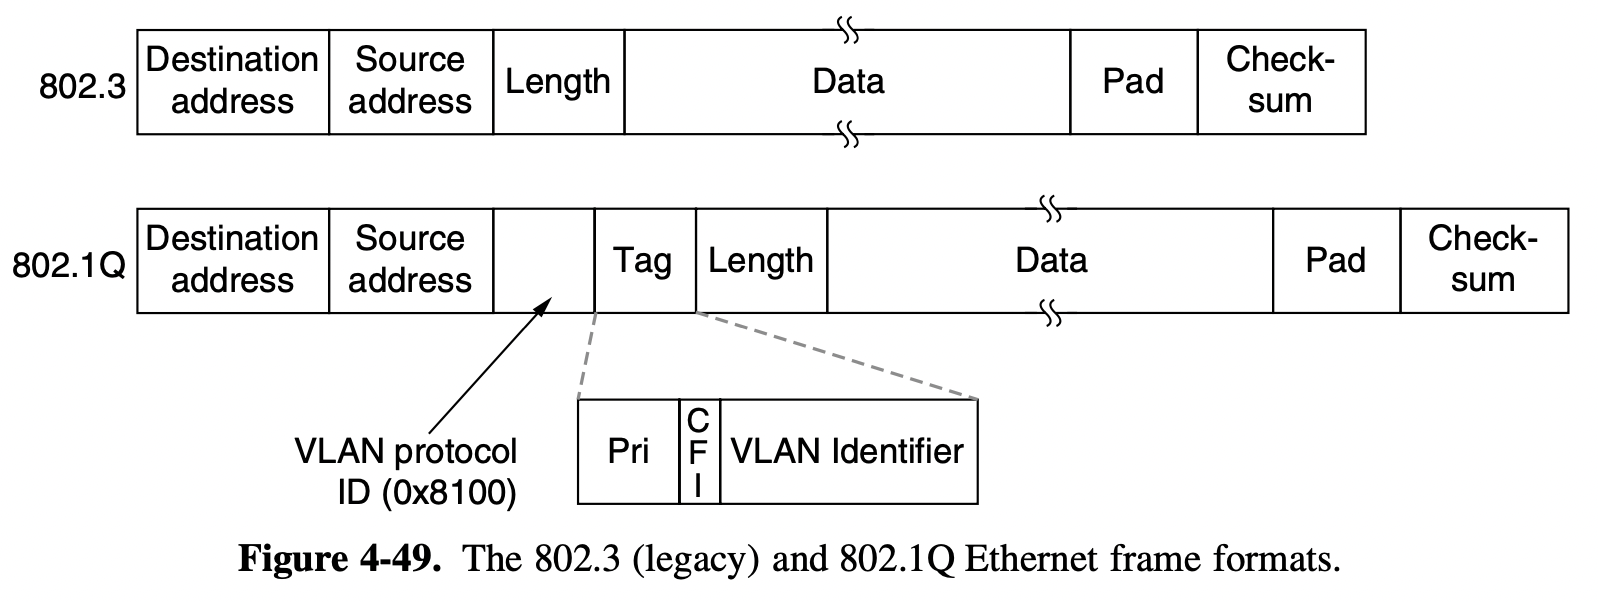 802.3
Destination
address
Source
address
Length
Data
Pad
Check-
sum
802.1Q
Destination
address
Source
address
Tag
Length
Data
Pad
Check-
sum
VLAN protocol
ID (0x8100)
Pri
C
F
I
VLAN Identifier
Figure 4-49. The 802.3 (legacy) and 802.1Q Ethernet frame formats.